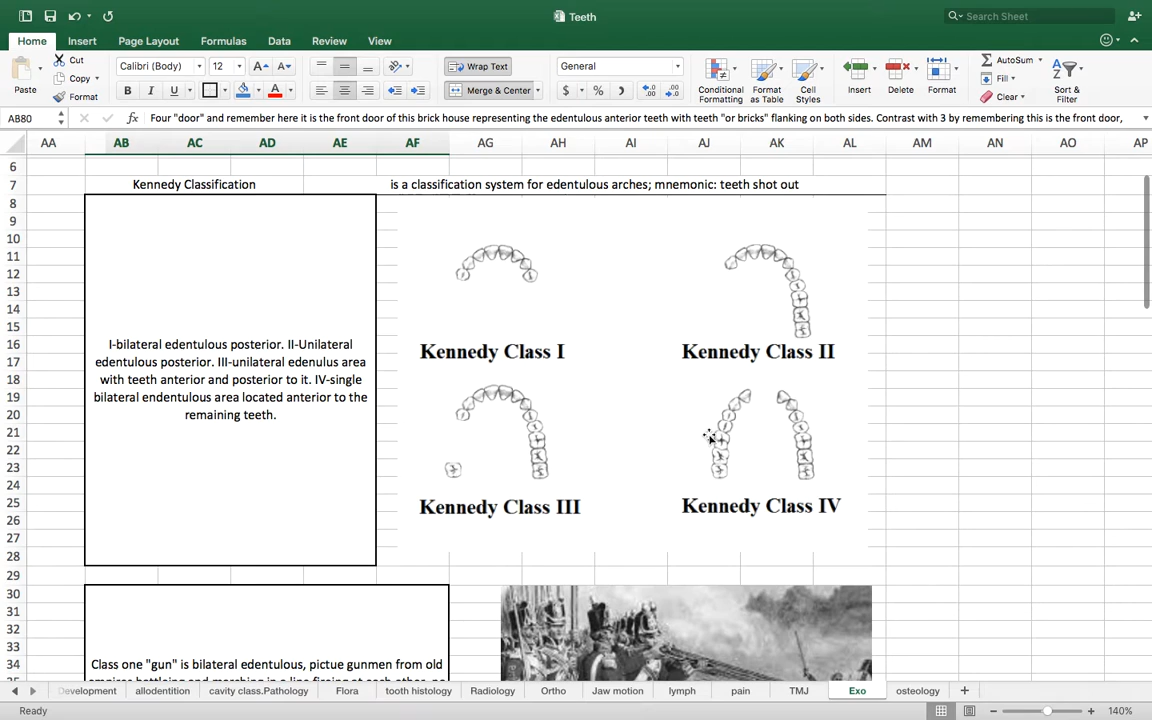 Teeth
Search Sheet
Home Insert Page Layout Formulas Data Review View
Cut
Copy
Format
Paste
Calibri (Body) 12
B I U
Wrap Text
Merge & Center
General
$ %
Conditional Formatting
Format as Table
Cell Styles
Insert
Delete
Format
AutoSum
Fill
Clear
Sort & Filter
AB80 fx Four "door" and remember here it is the front door of this brick house representing the edentulous anterior teeth with teeth "or bricks" flanking on both sides. Contrast with 3 by remembering this is the front door,
AA AB AC AD AE AF AG AH AI AJ AK AL AM AN AO AP
6
7 Kennedy Classification is a classification system for edentulous arches; mnemonic: teeth shot out
8
9
10
11
12
13
14
15
16 I-bilateral edentulous posterior. II-Unilateral
Kennedy Class I Kennedy Class II
17 edentulous posterior. III-unilateral edenulus area
18 with teeth anterior and posterior to it. IV-single
19 bilateral endentulous area located anterior to the
20 remaining teeth.
21
22
23
24
25 Kennedy Class III Kennedy Class IV
26
27
28
29
30
31
32
33
34 Class one "gun" is bilateral edentulous, pictue gunmen from old
Development allodentition cavity class.Pathology Flora tooth histology Radiology Ortho Jaw motion lymph pain TMJ Exo osteology +
Ready 140%